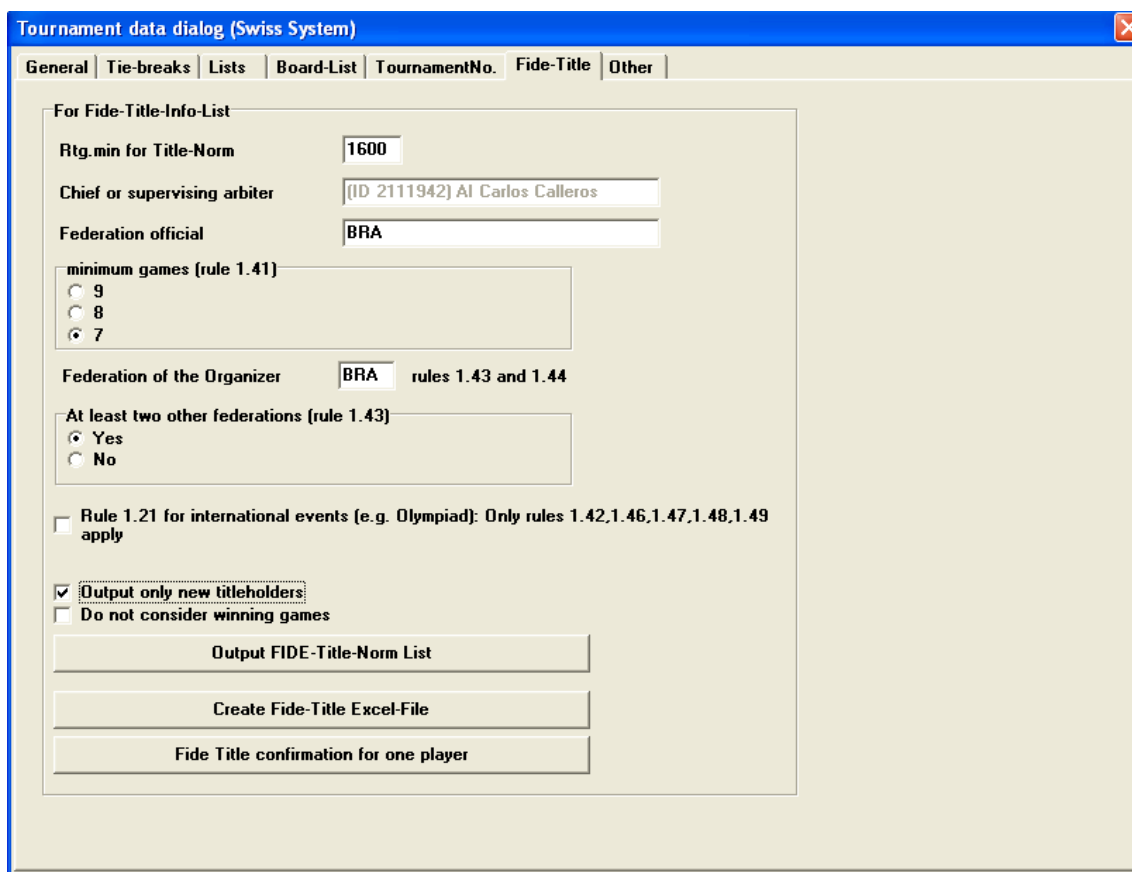 Tournament data dialog (Swiss System)
General Tie-breaks Lists Board-List TournamentNo. Fide-Title Other
For Fide-Title-Info-List
Rtg.min for Title-Norm 1600
Chief or supervising arbiter (ID 2111942) AI Carlos Calleros
Federation official BRA
minimum games (rule 1.41)
9
8
7
Federation of the Organizer BRA rules 1.43 and 1.44
At least two other federations (rule 1.43)
Yes
No
Rule 1.21 for international events (e.g. Olympiad): Only rules 1.42,1.46,1.47,1.48,1.49
apply
Output only new titleholders
Do not consider winning games
Output FIDE-Title-Norm List
Create Fide-Title Excel-File
Fide Title confirmation for one player